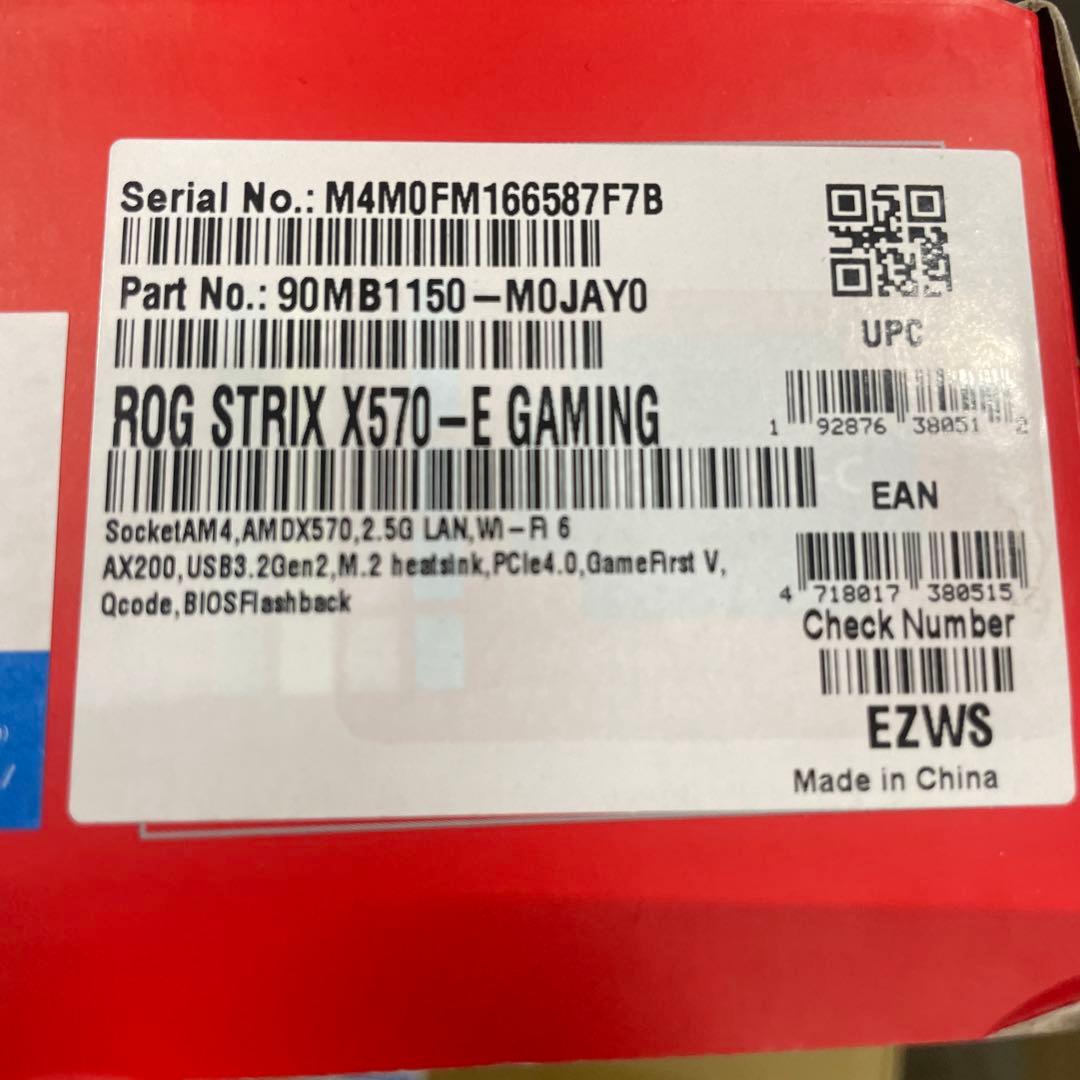 Serial No.: M4M0FM166587F7B
Part No.: 90MB1150-M0JAY0
UPC
ROG STRIX X570-E GAMING
1 92876 38051 2
EAN
SocketAM4,AMDX570,2.5G LAN,Wi-Fi 6
AX200,USB3.2Gen2,M.2 heatsink,PCIe4.0,GameFirst V,
Qcode,BIOSFlashback
4 718017 380515
Check Number
EZWS
Made in China